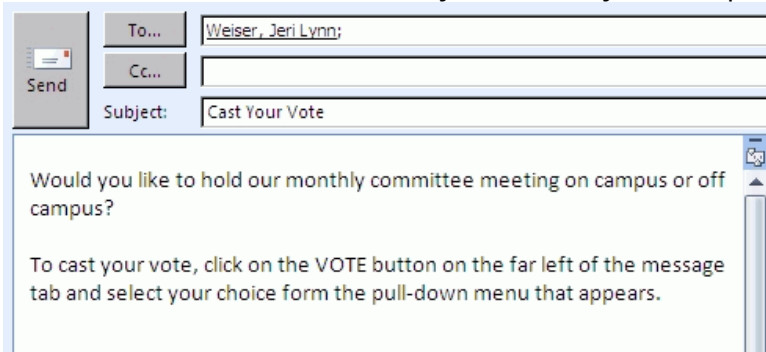 To...
Weiser, Jeri Lynn;
Cc...
Send
Subject:
Cast Your Vote
Would you like to hold our monthly committee meeting on campus or off
campus?
To cast your vote, click on the VOTE button on the far left of the message
tab and select your choice form the pull-down menu that appears.